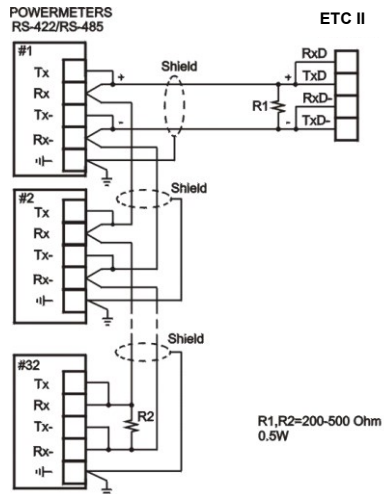 POWERMETERS
RS-422/RS-485
ETC II
#1
Tx
Rx
Tx-
Rx-
+
-
Shield
R1
+
-
RxD
TxD
RxD-
TxD-
#2
Tx
Rx
Tx-
Rx-
Shield
Shield
#32
Tx
Rx
Tx-
Rx-
R2
R1,R2=200-500 Ohm
0.5W